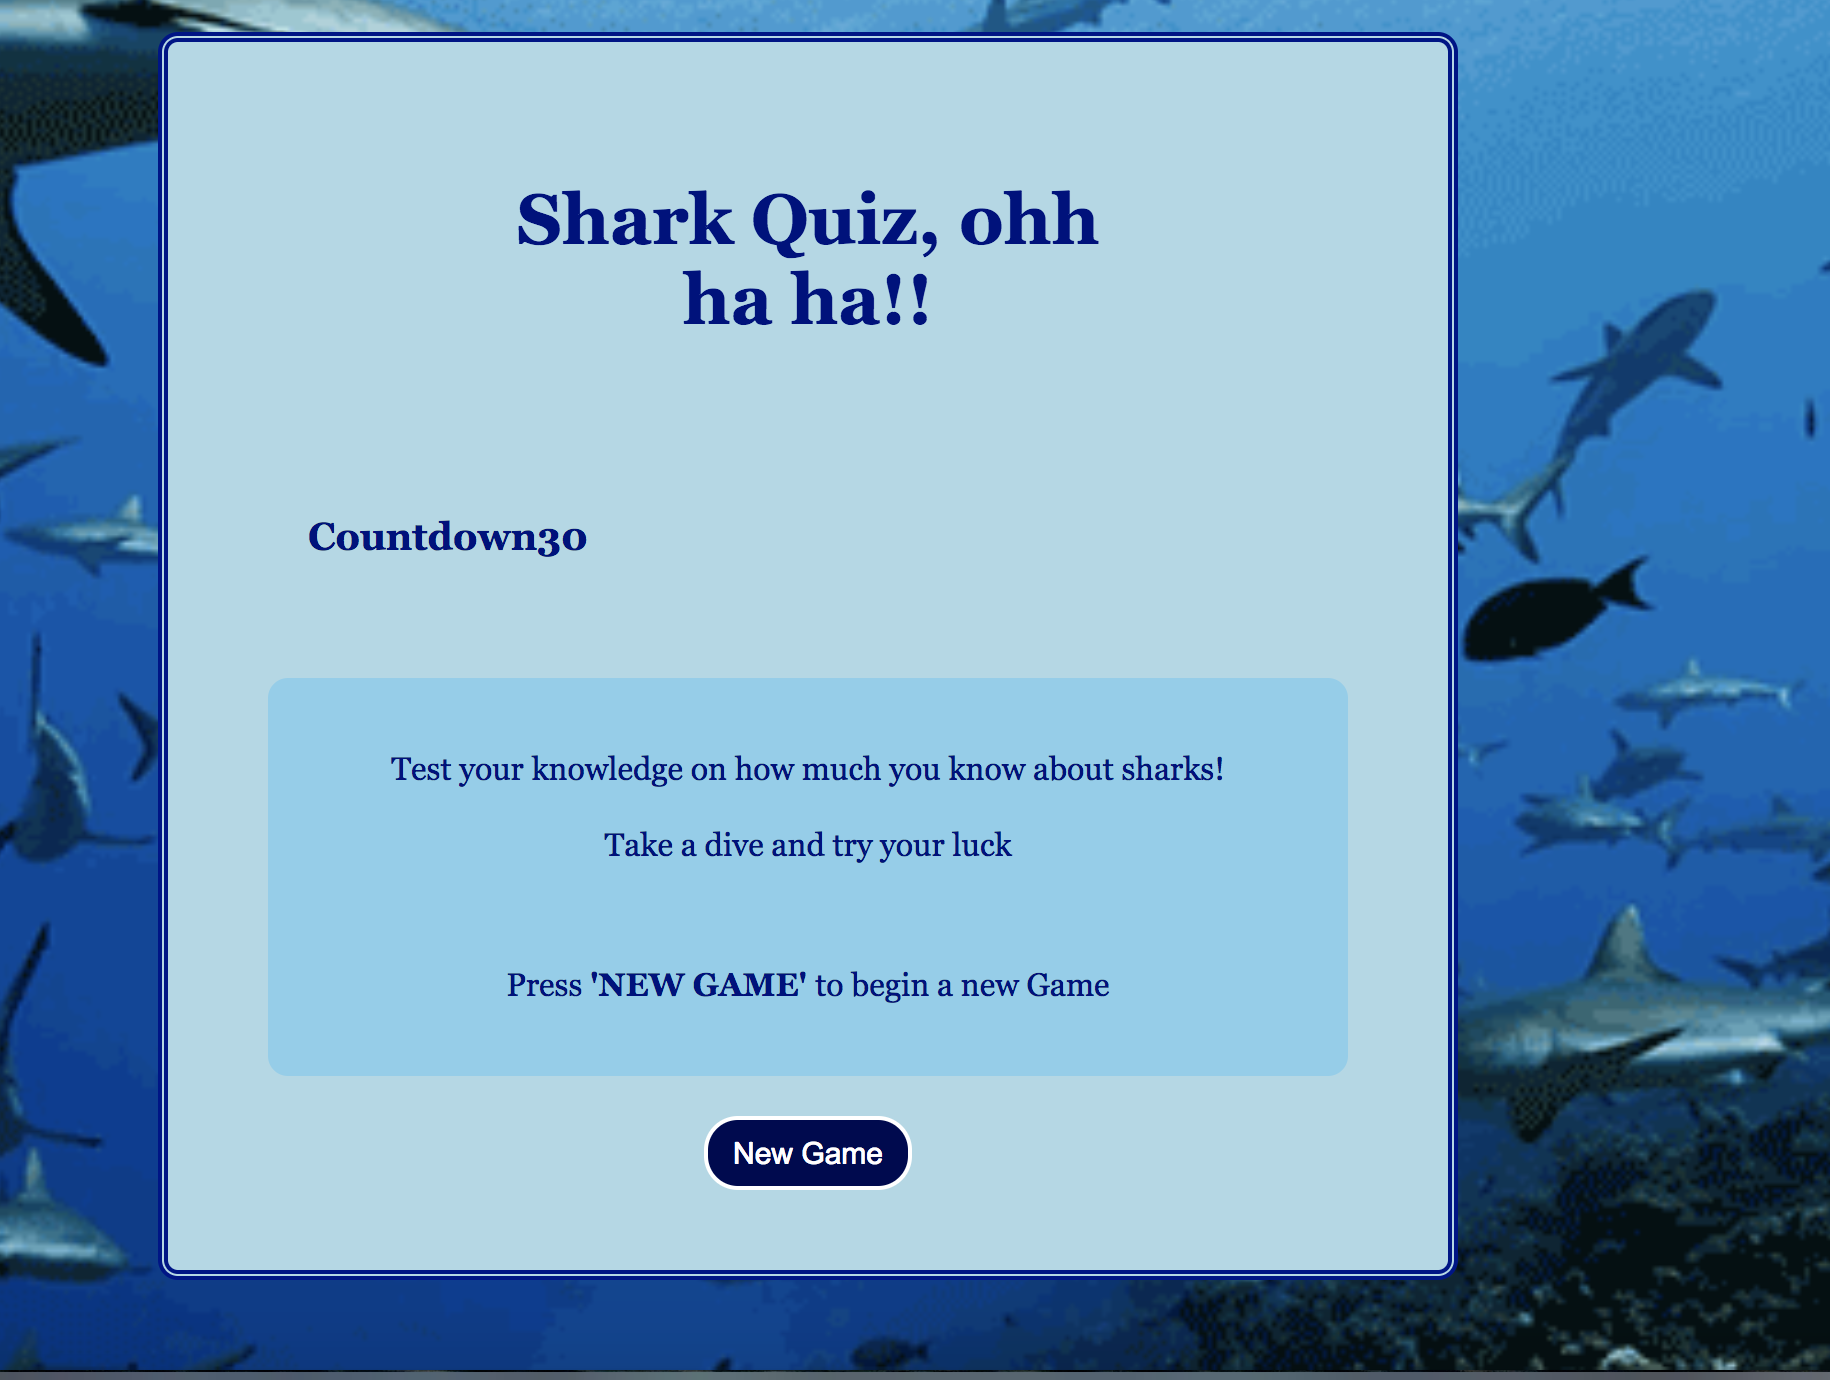 Shark Quiz, ohh
ha ha!!
Countdown30
Test your knowledge on how much you know about sharks!
Take a dive and try your luck
Press 'NEW GAME' to begin a new Game
New Game